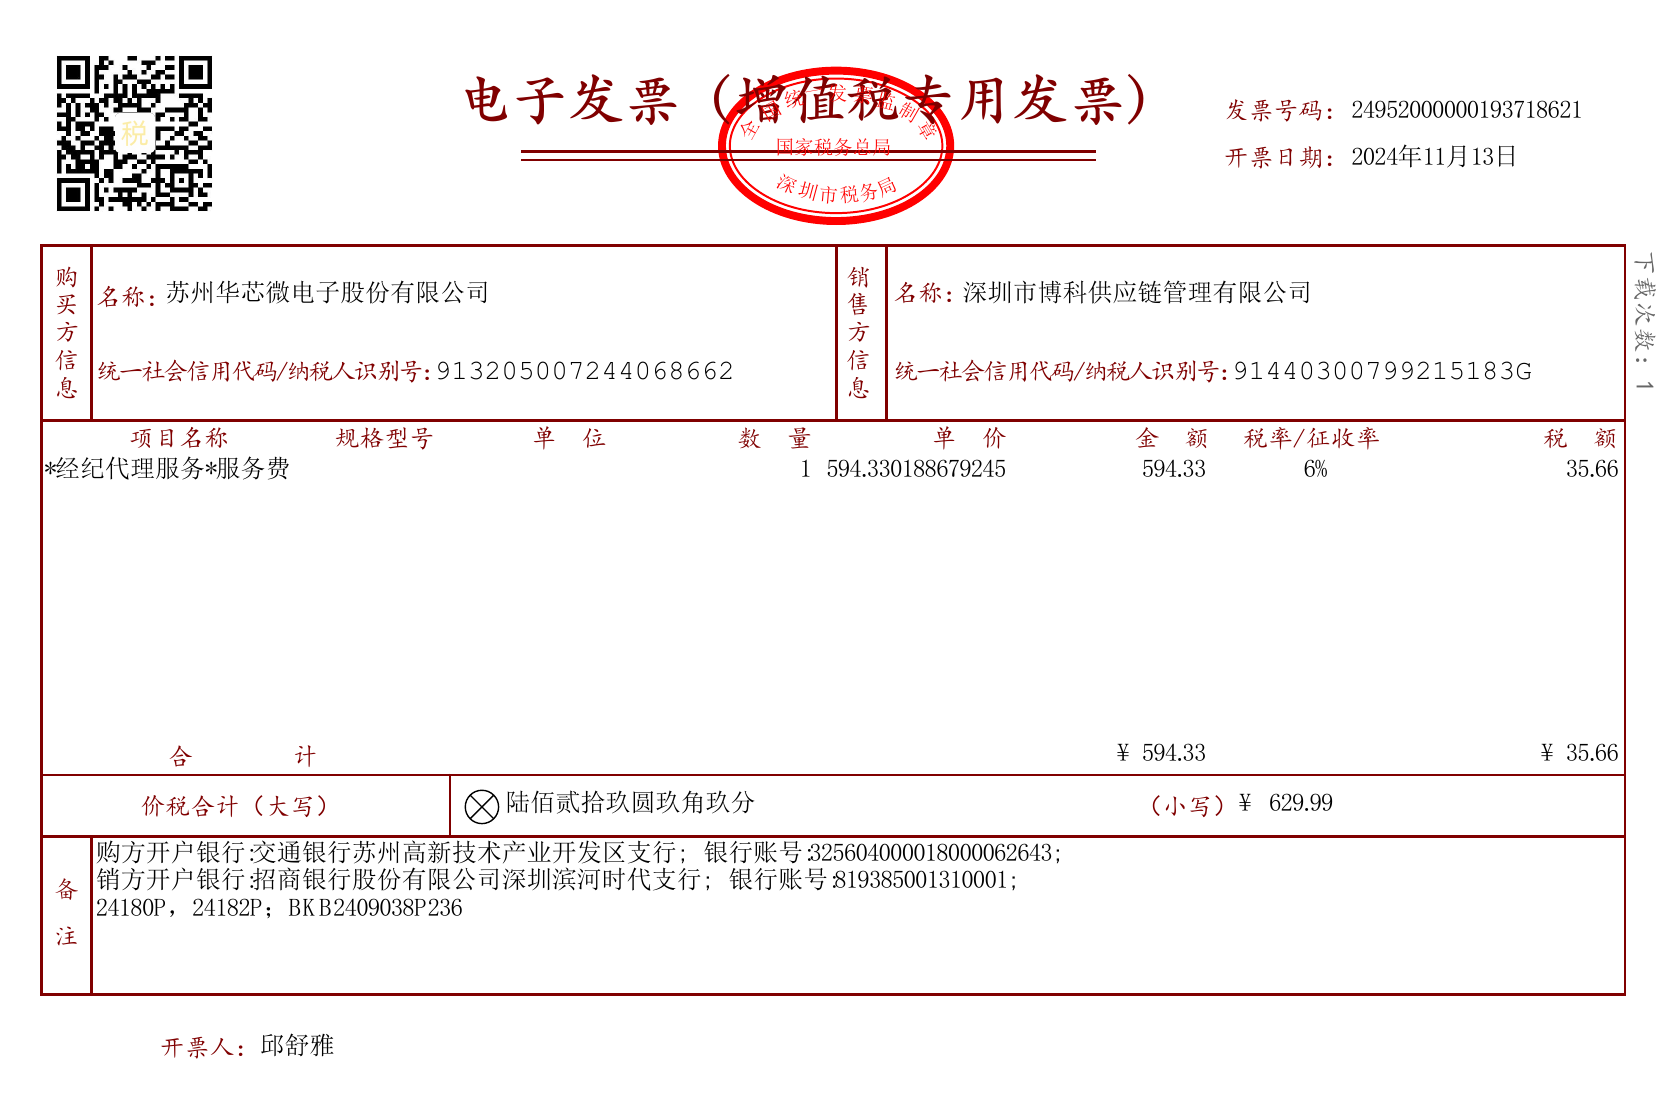 电子发票（增值税专用发票）
全国统一发票监制章
国家税务总局
深圳市税务局
税
发票号码：24952000000193718621
开票日期：2024年11月13日
下载次数：1
购买方信息
名称：苏州华芯微电子股份有限公司
统一社会信用代码/纳税人识别号：913205007244068662
销售方信息
名称：深圳市博科供应链管理有限公司
统一社会信用代码/纳税人识别号：91440300799215183G
项目名称 规格型号 单位 数量 单价 金额 税率/征收率 税额
*经纪代理服务*服务费 1 594.330188679245 594.33 6% 35.66
合计 ¥ 594.33 ¥ 35.66
价税合计（大写） 陆佰贰拾玖圆玖角玖分 （小写）¥ 629.99
备注
购方开户银行:交通银行苏州高新技术产业开发区支行; 银行账号:325604000018000062643;
销方开户银行:招商银行股份有限公司深圳滨河时代支行; 银行账号:819385001310001;
24180P，24182P；BKB2409038P236
开票人：邱舒雅